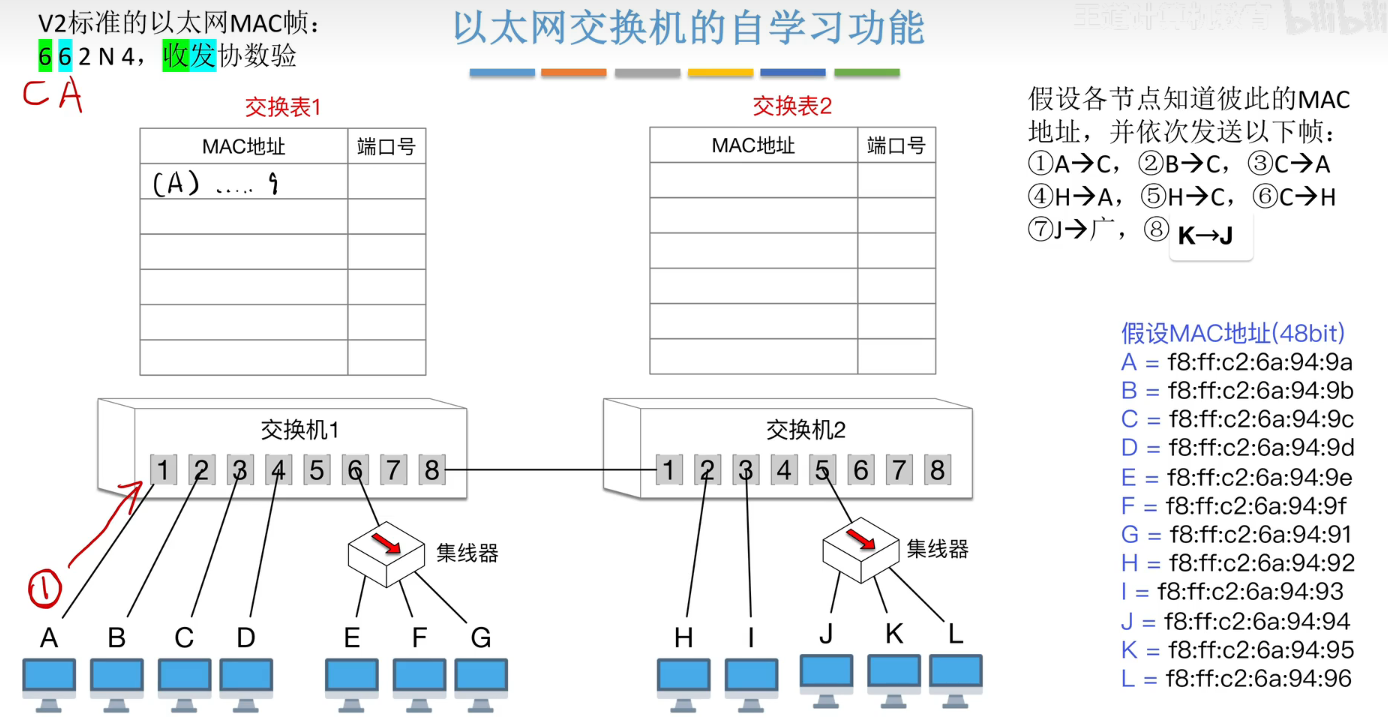 V2标准的以太网MAC帧：
6 6 2 N 4，收发协数验
C A
以太网交换机的自学习功能
王道计算机教育 bilibili
交换表1
MAC地址 端口号
(A) ..... 9
交换表2
MAC地址 端口号
假设各节点知道彼此的MAC
地址，并依次发送以下帧：
①A→C，②B→C，③C→A
④H→A，⑤H→C，⑥C→H
⑦J→广，⑧ K→J
交换机1
1 2 3 4 5 6 7 8
交换机2
1 2 3 4 5 6 7 8
集线器
集线器
①
A B C D E F G
H I J K L
假设MAC地址(48bit)
A = f8:ff:c2:6a:94:9a
B = f8:ff:c2:6a:94:9b
C = f8:ff:c2:6a:94:9c
D = f8:ff:c2:6a:94:9d
E = f8:ff:c2:6a:94:9e
F = f8:ff:c2:6a:94:9f
G = f8:ff:c2:6a:94:91
H = f8:ff:c2:6a:94:92
I = f8:ff:c2:6a:94:93
J = f8:ff:c2:6a:94:94
K = f8:ff:c2:6a:94:95
L = f8:ff:c2:6a:94:96